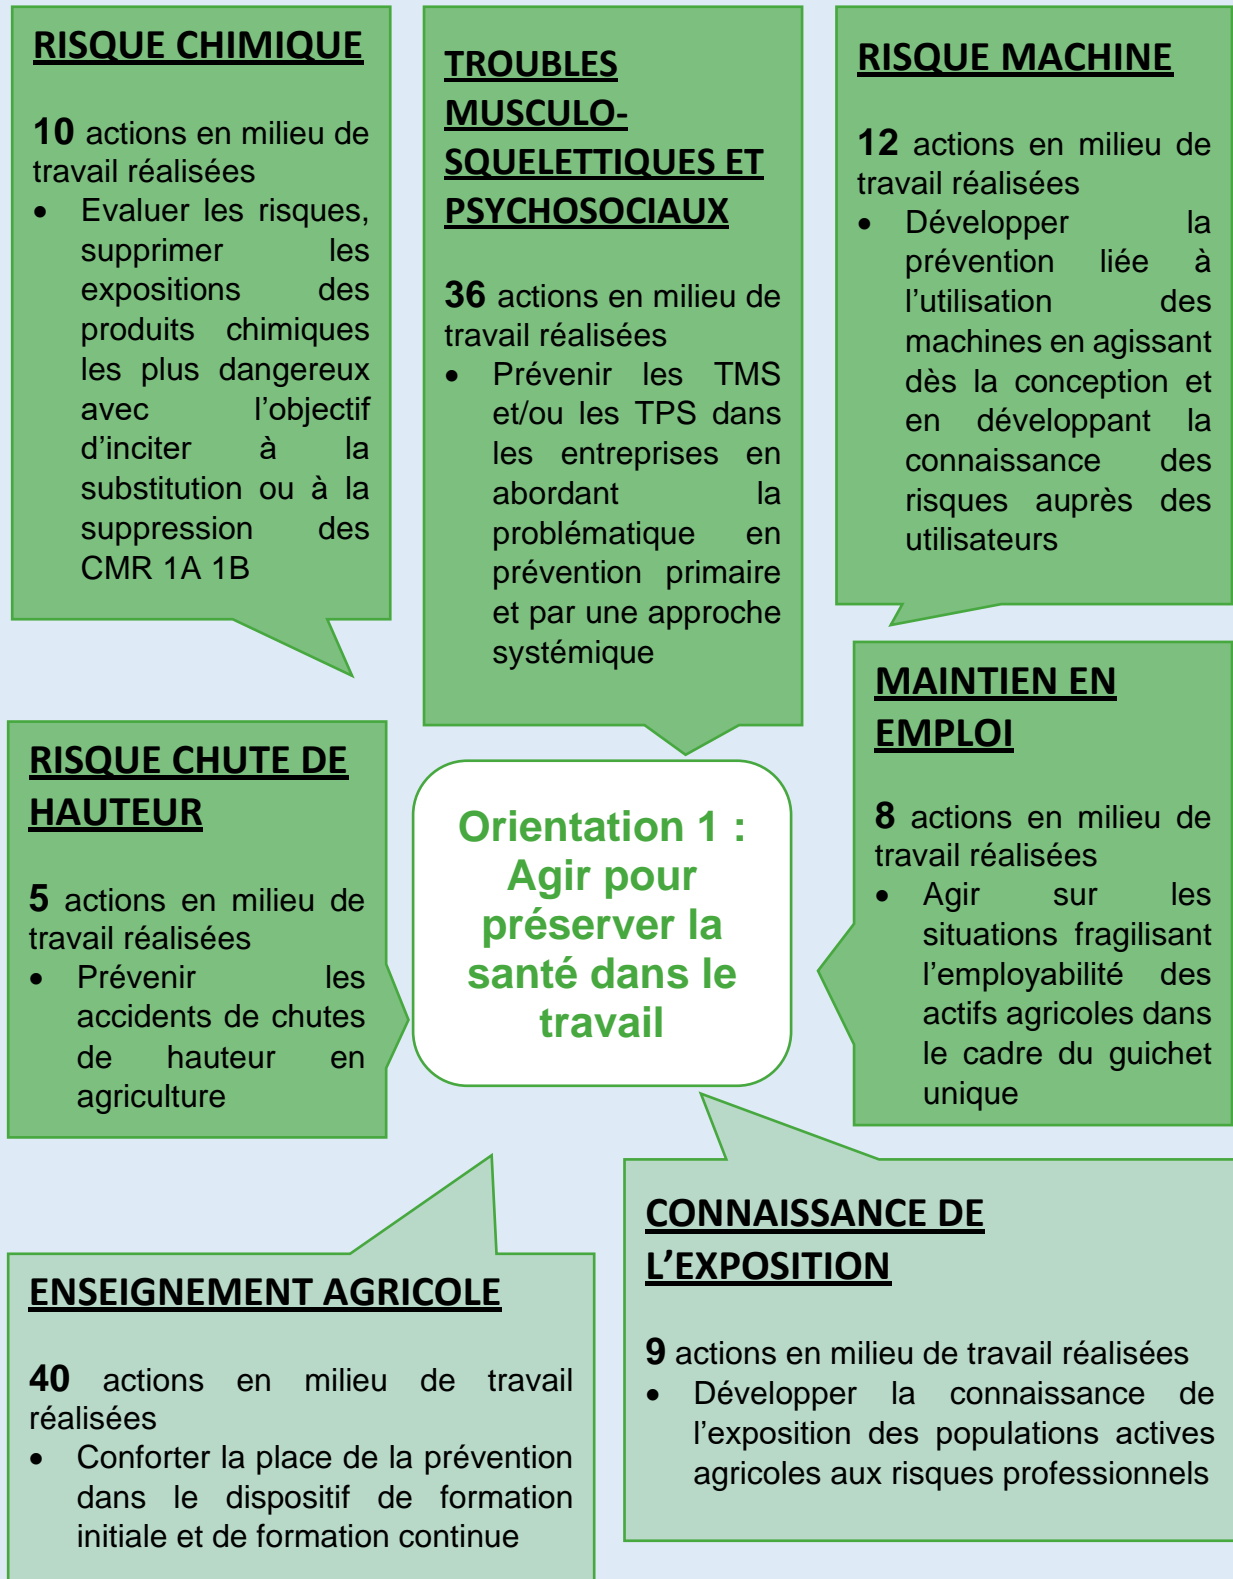 RISQUE CHIMIQUE
10 actions en milieu de
travail réalisées
• Evaluer les risques,
supprimer les
expositions des
produits chimiques
les plus dangereux
avec l’objectif
d’inciter à la
substitution ou à la
suppression des
CMR 1A 1B
TROUBLES
MUSCULO-
SQUELETTIQUES ET
PSYCHOSOCIAUX
36 actions en milieu de
travail réalisées
• Prévenir les TMS
et/ou les TPS dans
les entreprises en
abordant la
problématique en
prévention primaire
et par une approche
systémique
RISQUE MACHINE
12 actions en milieu de
travail réalisées
• Développer la
prévention liée à
l’utilisation des
machines en agissant
dès la conception et
en développant la
connaissance des
risques auprès des
utilisateurs
RISQUE CHUTE DE
HAUTEUR
5 actions en milieu de
travail réalisées
• Prévenir les
accidents de chutes
de hauteur en
agriculture
Orientation 1 :
Agir pour
préserver la
santé dans le
travail
MAINTIEN EN
EMPLOI
8 actions en milieu de
travail réalisées
• Agir sur les
situations fragilisant
l’employabilité des
actifs agricoles dans
le cadre du guichet
unique
ENSEIGNEMENT AGRICOLE
40 actions en milieu de travail
réalisées
• Conforter la place de la prévention
dans le dispositif de formation
initiale et de formation continue
CONNAISSANCE DE
L’EXPOSITION
9 actions en milieu de travail réalisées
• Développer la connaissance de
l’exposition des populations actives
agricoles aux risques professionnels